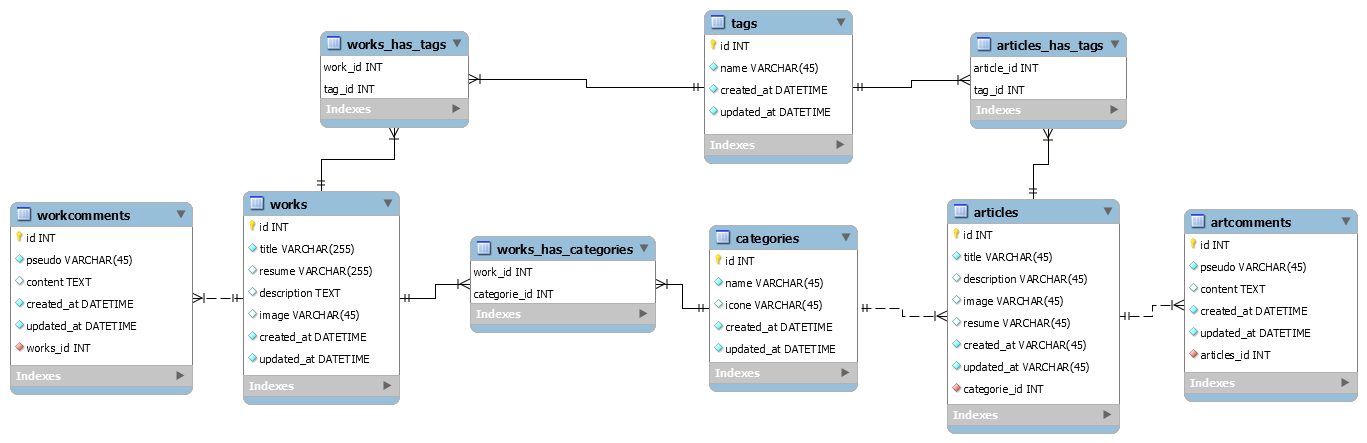 works_has_tags
work_id INT
tag_id INT
Indexes
tags
id INT
name VARCHAR(45)
created_at DATETIME
updated_at DATETIME
Indexes
articles_has_tags
article_id INT
tag_id INT
Indexes
workcomments
id INT
pseudo VARCHAR(45)
content TEXT
created_at DATETIME
updated_at DATETIME
works_id INT
Indexes
works
id INT
title VARCHAR(255)
resume VARCHAR(255)
description TEXT
image VARCHAR(45)
created_at DATETIME
updated_at DATETIME
Indexes
works_has_categories
work_id INT
categorie_id INT
Indexes
categories
id INT
name VARCHAR(45)
icone VARCHAR(45)
created_at DATETIME
updated_at DATETIME
Indexes
articles
id INT
title VARCHAR(45)
description VARCHAR(45)
image VARCHAR(45)
resume VARCHAR(45)
created_at VARCHAR(45)
updated_at VARCHAR(45)
categorie_id INT
Indexes
artcomments
id INT
pseudo VARCHAR(45)
content TEXT
created_at DATETIME
updated_at DATETIME
articles_id INT
Indexes